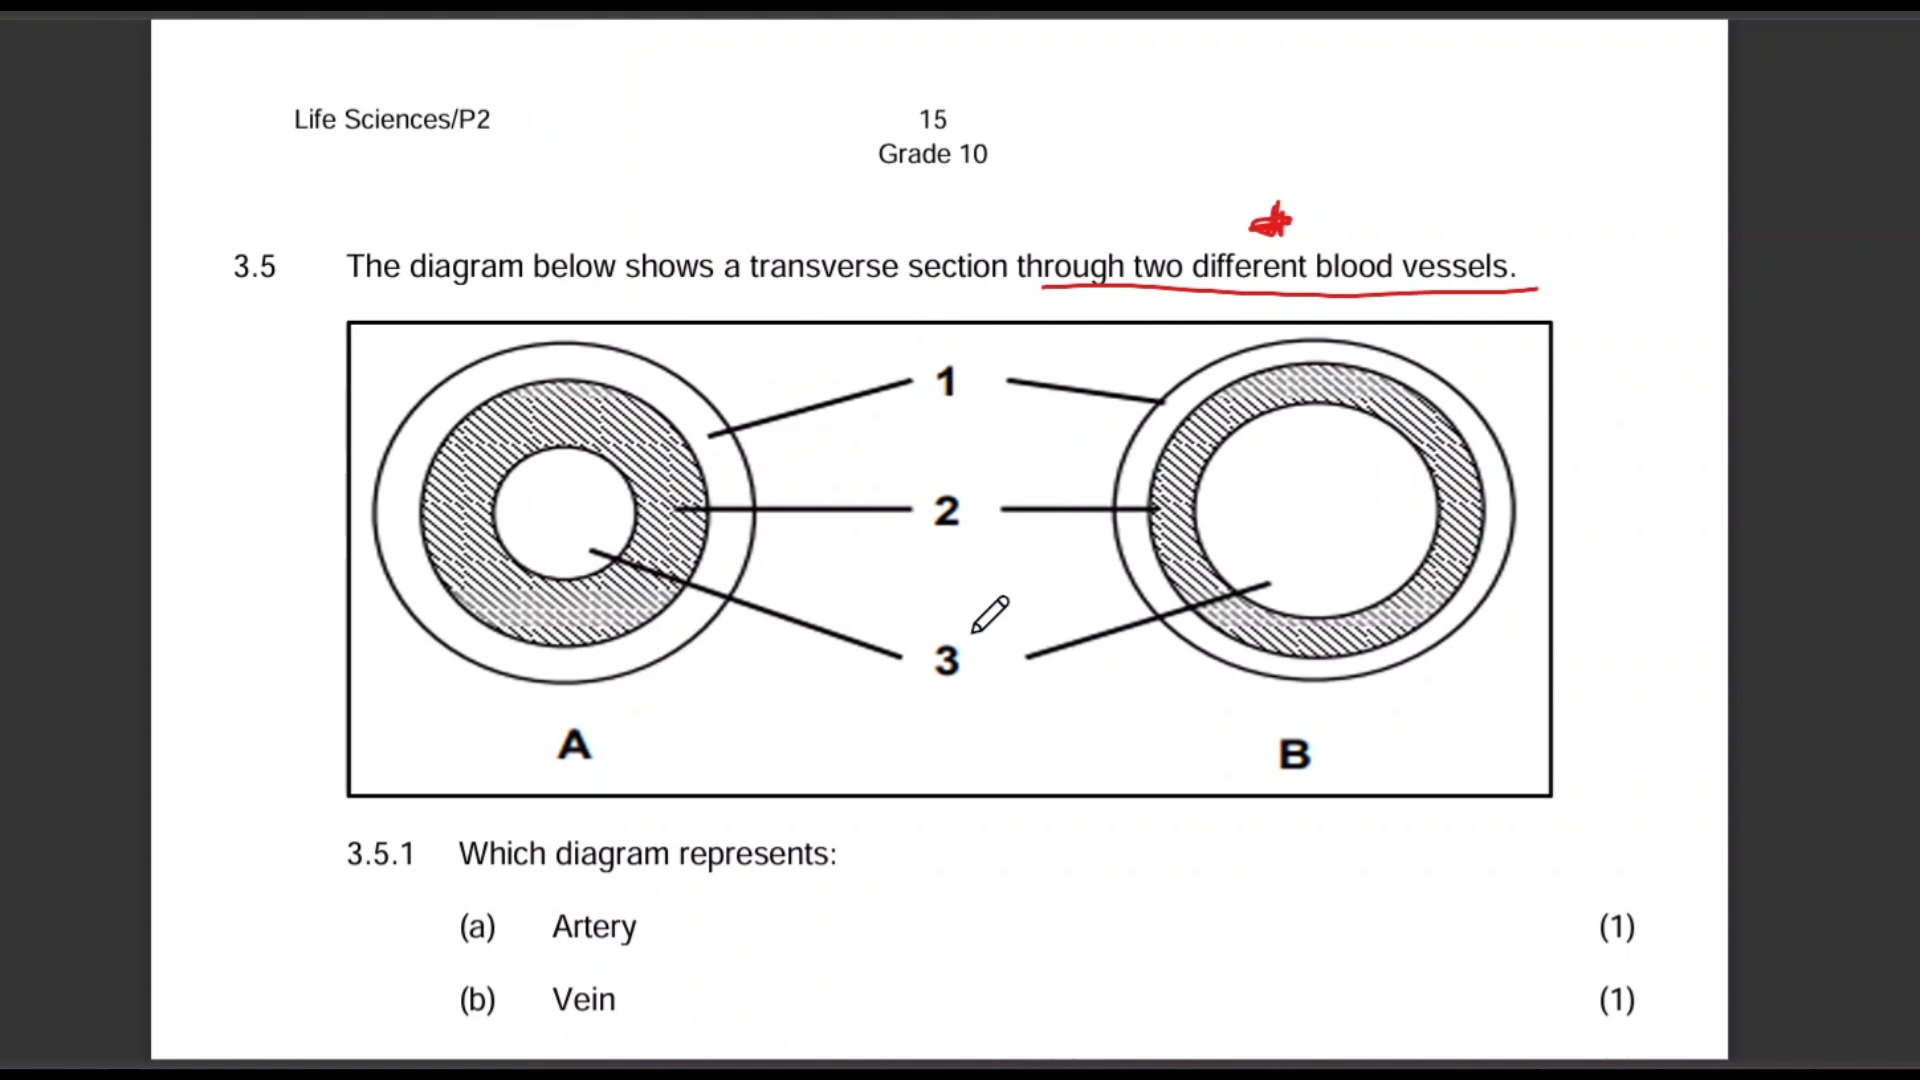 Life Sciences/P2
15
Grade 10
3.5 The diagram below shows a transverse section through two different blood vessels.
1
2
3
A
B
3.5.1 Which diagram represents:
(a) Artery (1)
(b) Vein (1)